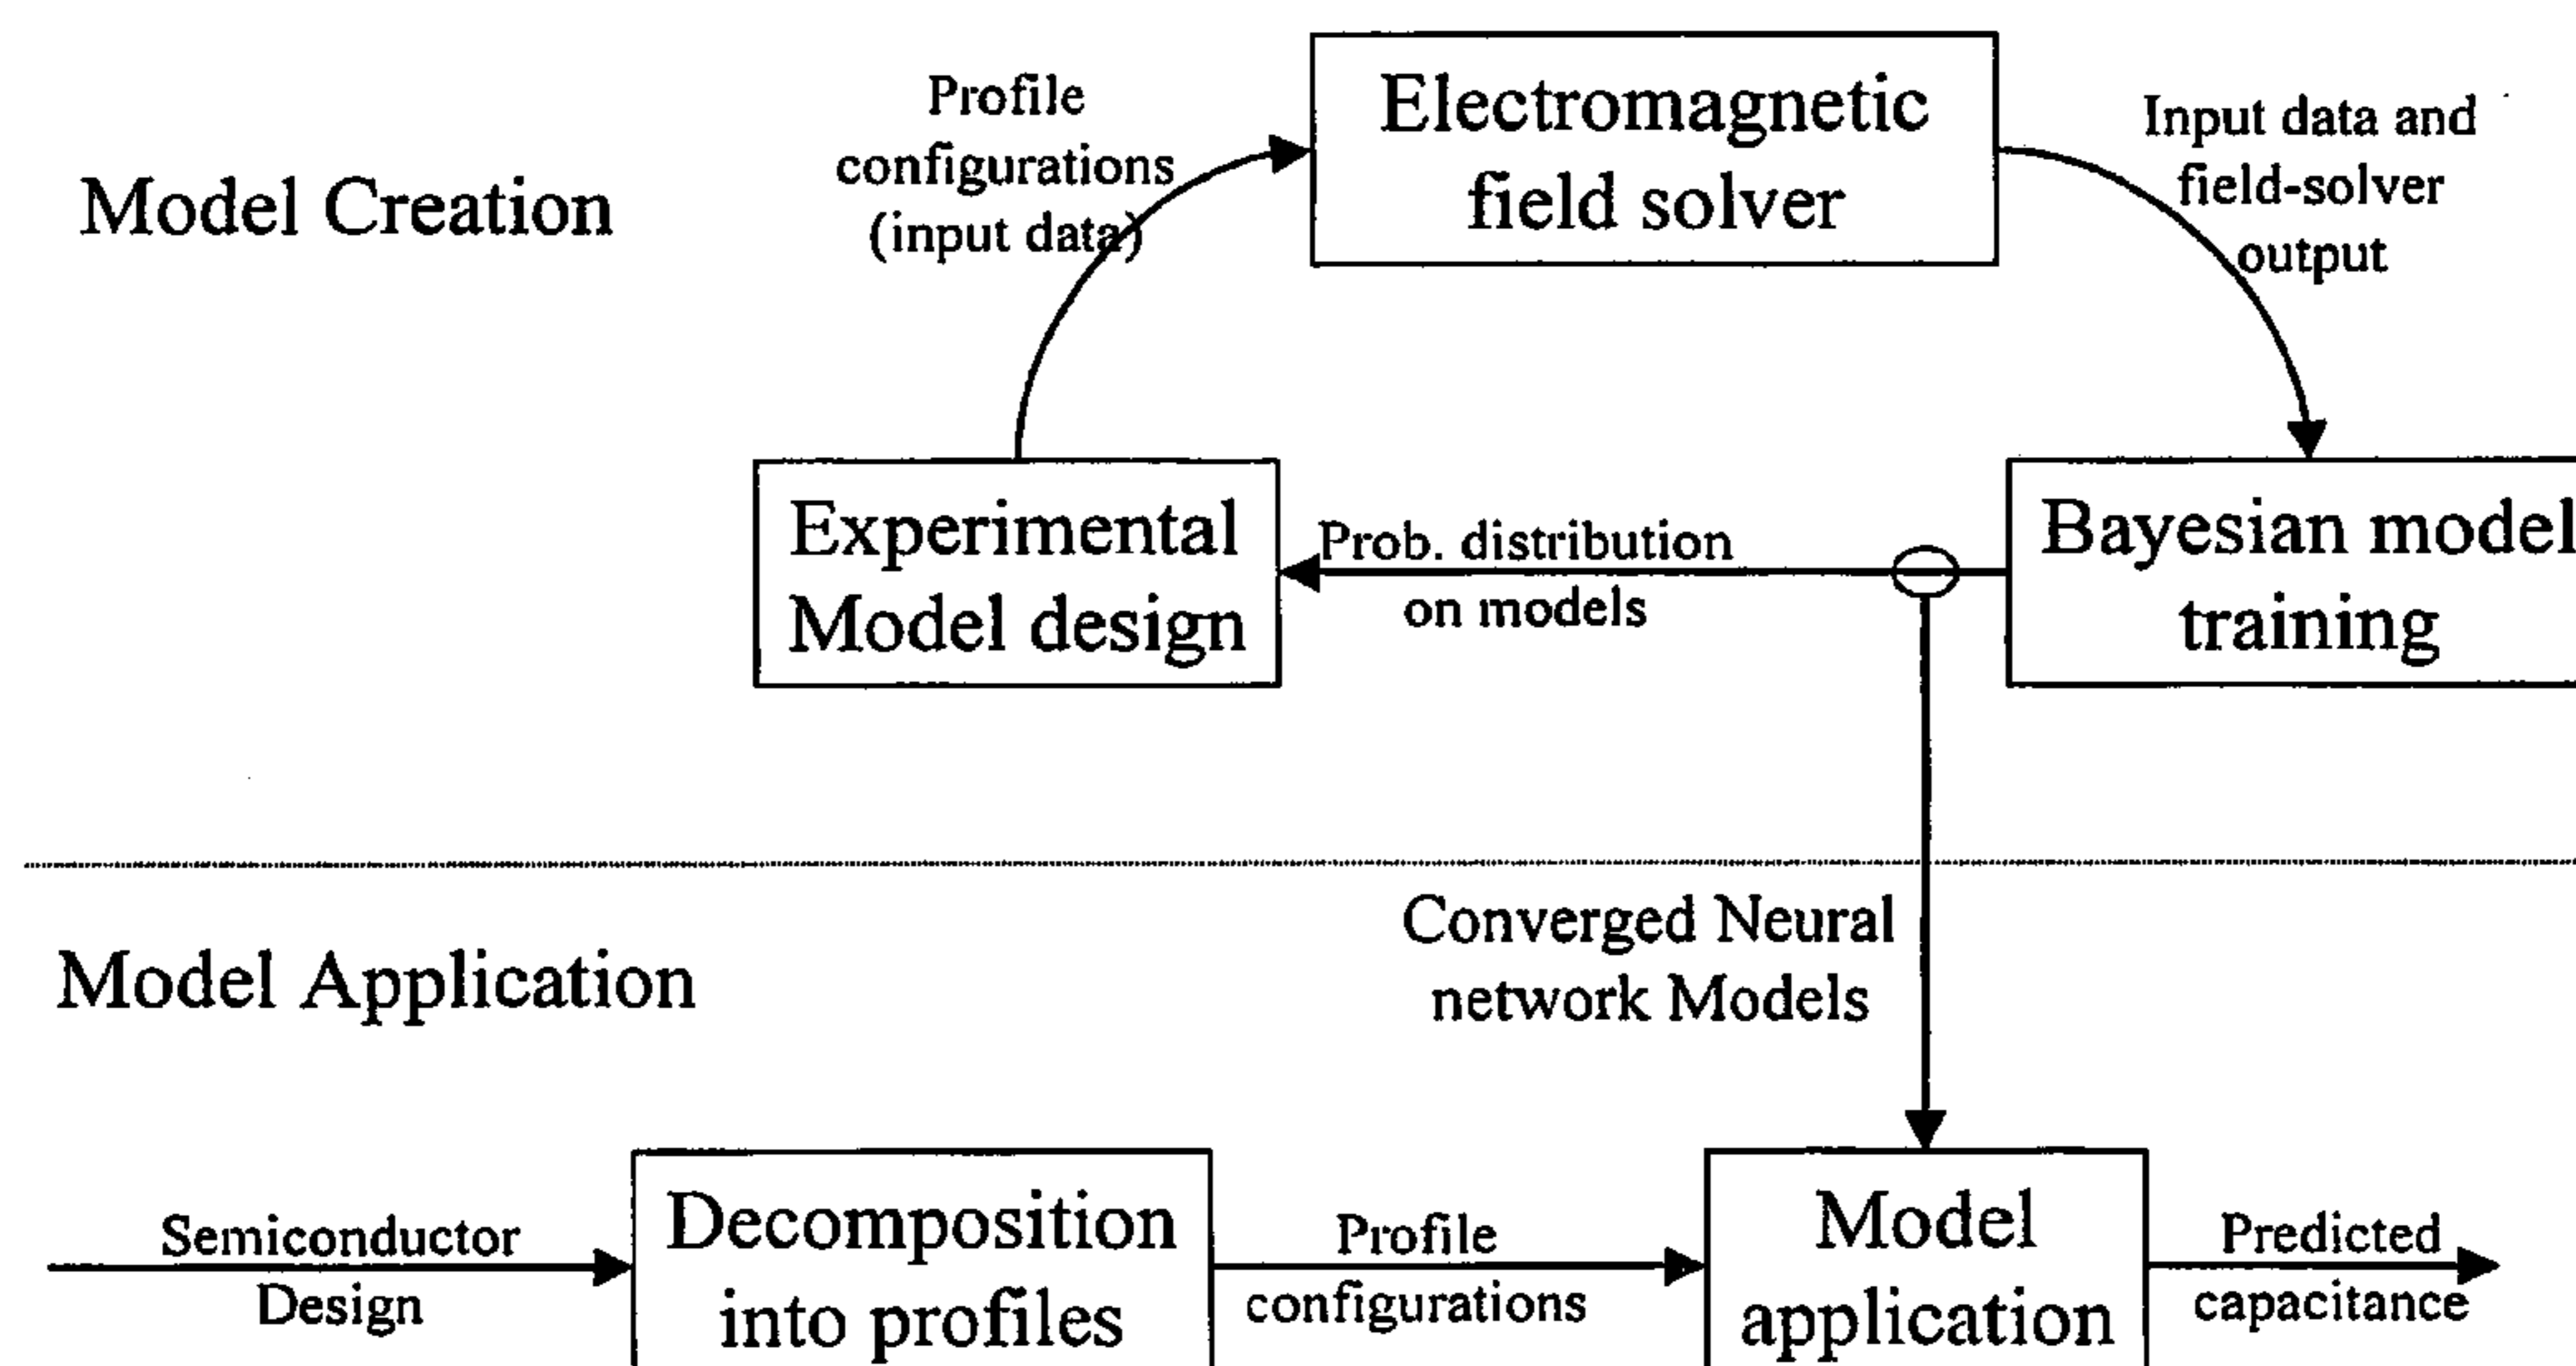 Model Creation
Profile
configurations
(input data)
Electromagnetic
field solver
Input data and
field-solver
output
Experimental
Model design
Prob. distribution
on models
Bayesian model
training
Model Application
Converged Neural
network Models
Semiconductor
Design
Decomposition
into profiles
Profile
configurations
Model
application
Predicted
capacitance